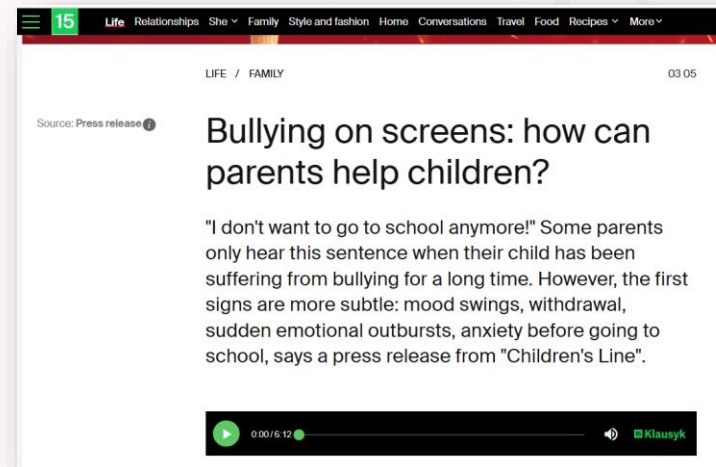 15 Life Relationships She Family Style and fashion Home Conversations Travel Food Recipes More
LIFE / FAMILY 03 05
Source: Press release
Bullying on screens: how can
parents help children?
"I don't want to go to school anymore!" Some parents
only hear this sentence when their child has been
suffering from bullying for a long time. However, the first
signs are more subtle: mood swings, withdrawal,
sudden emotional outbursts, anxiety before going to
school, says a press release from "Children's Line".
0:00 / 6:12 15 Klausyk